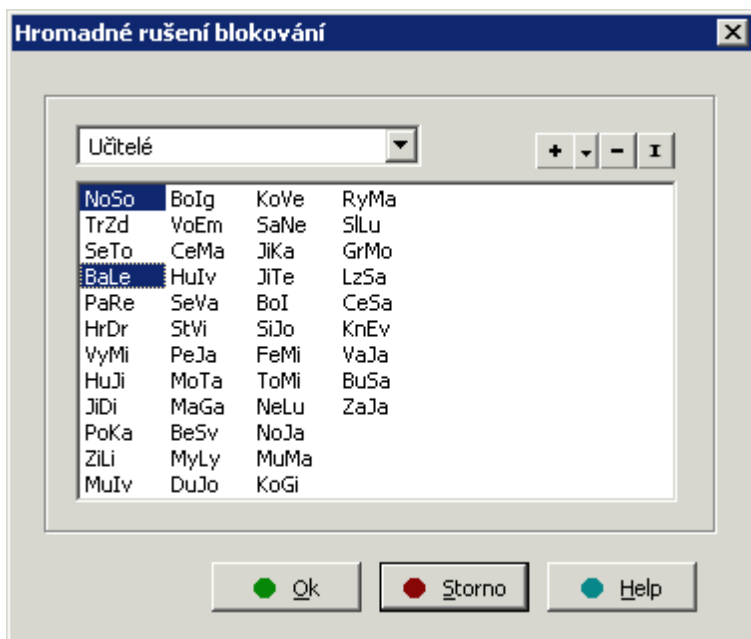 Hromadné rušení blokování
Učitelé
+ - I
NoSo BoIg KoVe RyMa
TrZd VoEm SaNe SlLu
SeTo CeMa JiKa GrMo
BaLe HuIv JiTe LzSa
PaRe SeVa BoI CeSa
HrDr StVi SiJo KnEv
VyMi PeJa FeMi VaJa
HuJi MoTa ToMi BuSa
JiDi MaGa NeLu ZaJa
PoKa BeSv NoJa
ZiLi MyLy MuMa
MuIv DuJo KoGi
Ok Storno Help